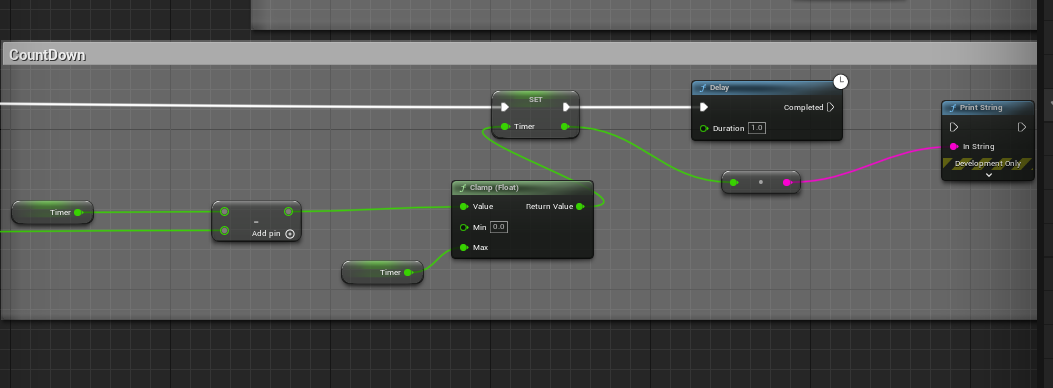 CountDown
SET
Timer
Delay
Completed
Duration 1.0
Print String
In String
Development Only
Clamp (Float)
Value
Return Value
Min 0.0
Max
Timer
-
Add pin
Timer